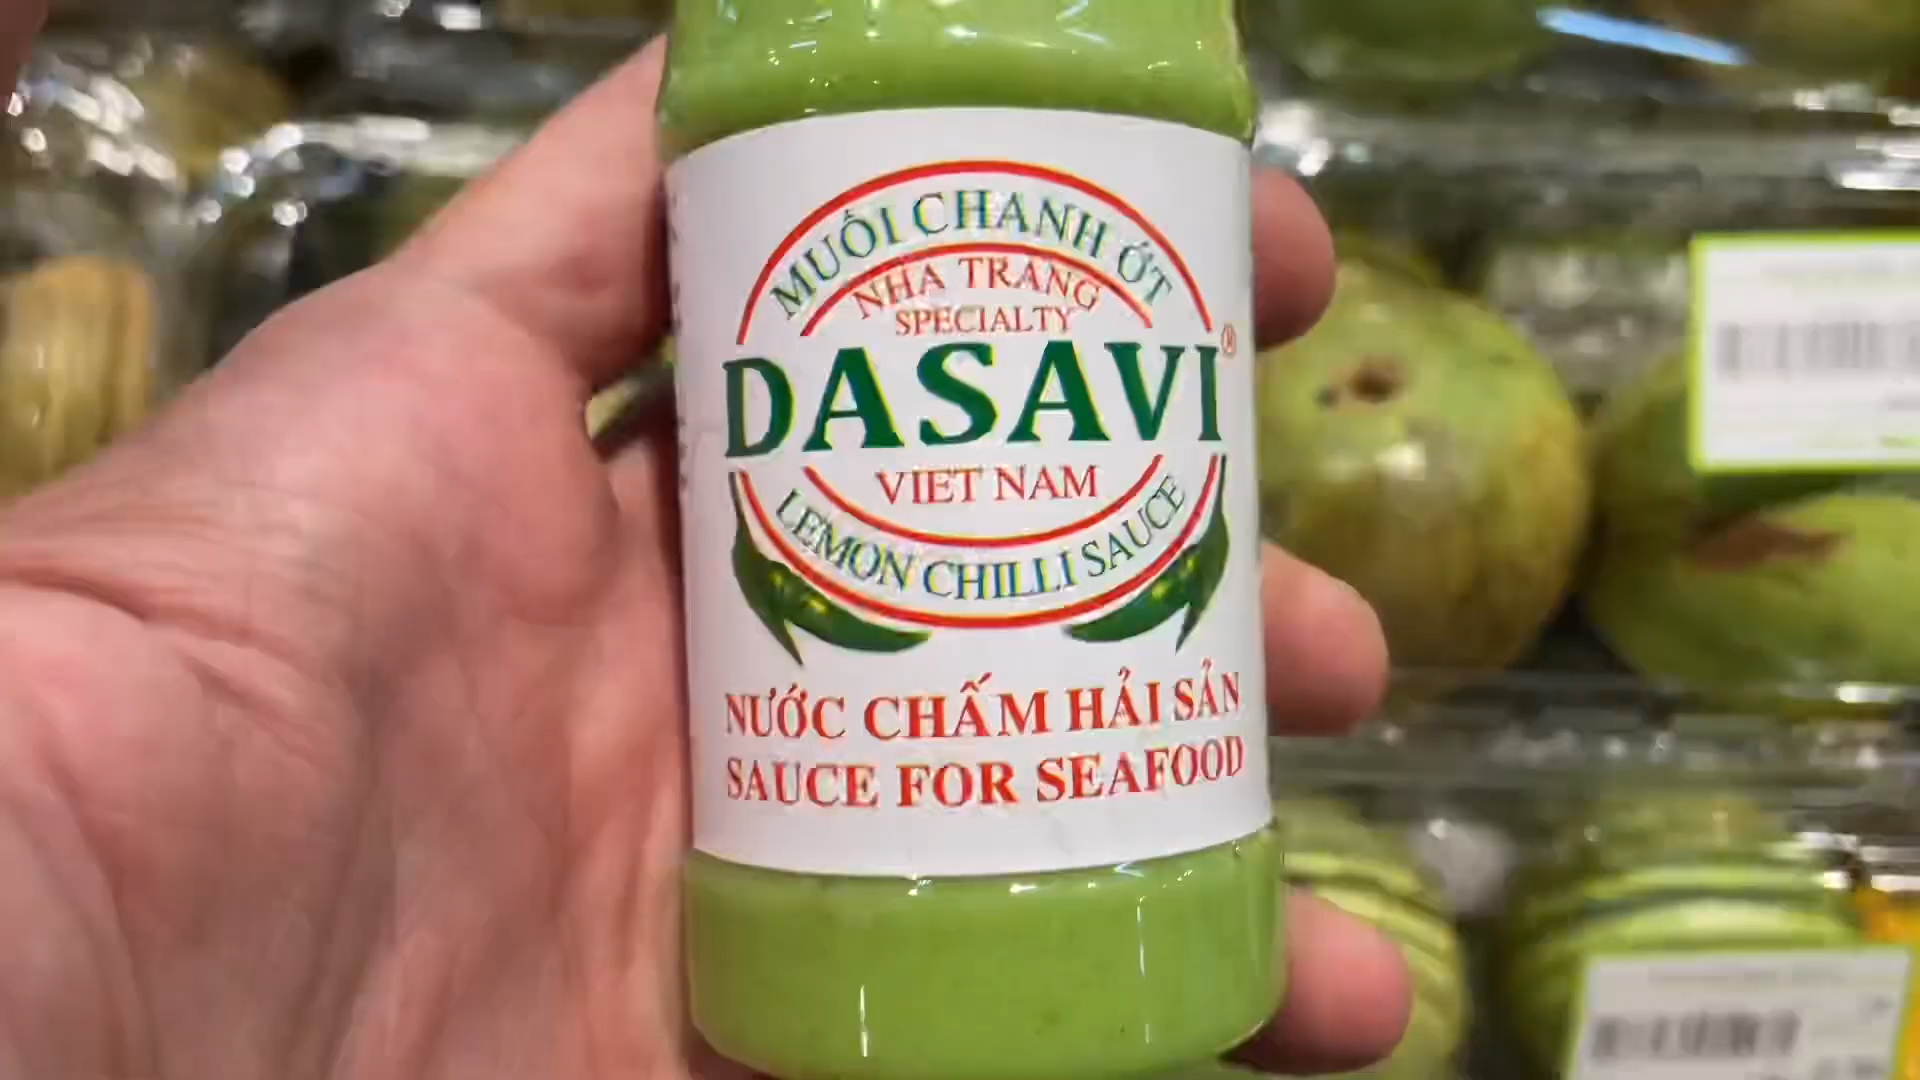 MUỐI CHANH ỚT
NHA TRANG
SPECIALTY
DASAVI®
VIET NAM
LEMON CHILLI SAUCE
NƯỚC CHẤM HẢI SẢN
SAUCE FOR SEAFOOD